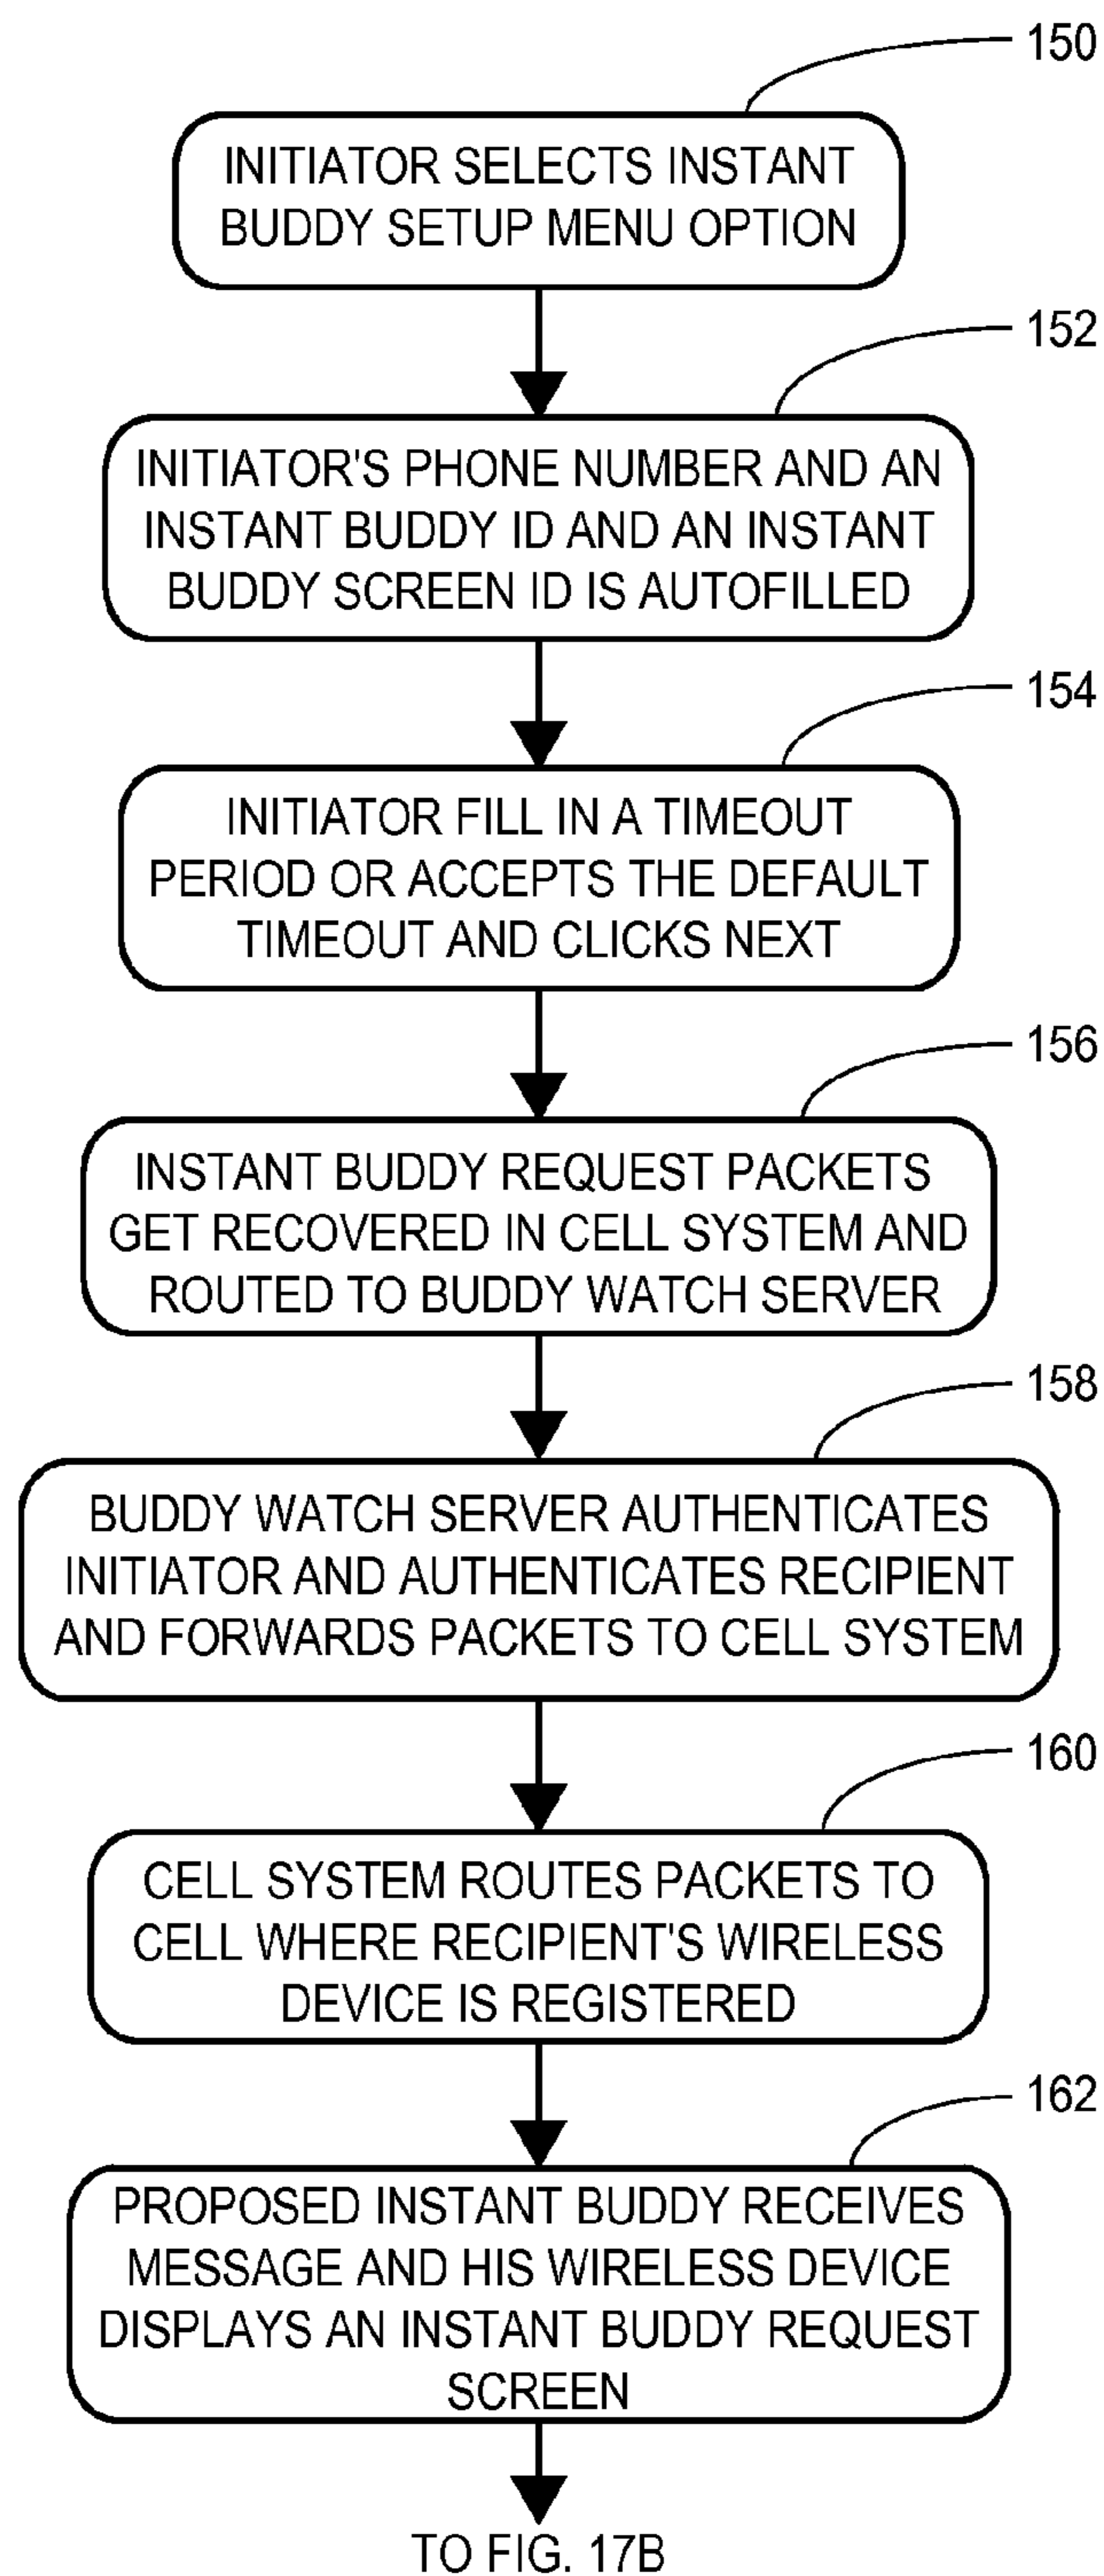 150
INITIATOR SELECTS INSTANT
BUDDY SETUP MENU OPTION
152
INITIATOR'S PHONE NUMBER AND AN
INSTANT BUDDY ID AND AN INSTANT
BUDDY SCREEN ID IS AUTOFILLED
154
INITIATOR FILL IN A TIMEOUT
PERIOD OR ACCEPTS THE DEFAULT
TIMEOUT AND CLICKS NEXT
156
INSTANT BUDDY REQUEST PACKETS
GET RECOVERED IN CELL SYSTEM AND
ROUTED TO BUDDY WATCH SERVER
158
BUDDY WATCH SERVER AUTHENTICATES
INITIATOR AND AUTHENTICATES RECIPIENT
AND FORWARDS PACKETS TO CELL SYSTEM
160
CELL SYSTEM ROUTES PACKETS TO
CELL WHERE RECIPIENT'S WIRELESS
DEVICE IS REGISTERED
162
PROPOSED INSTANT BUDDY RECEIVES
MESSAGE AND HIS WIRELESS DEVICE
DISPLAYS AN INSTANT BUDDY REQUEST
SCREEN
TO FIG. 17B